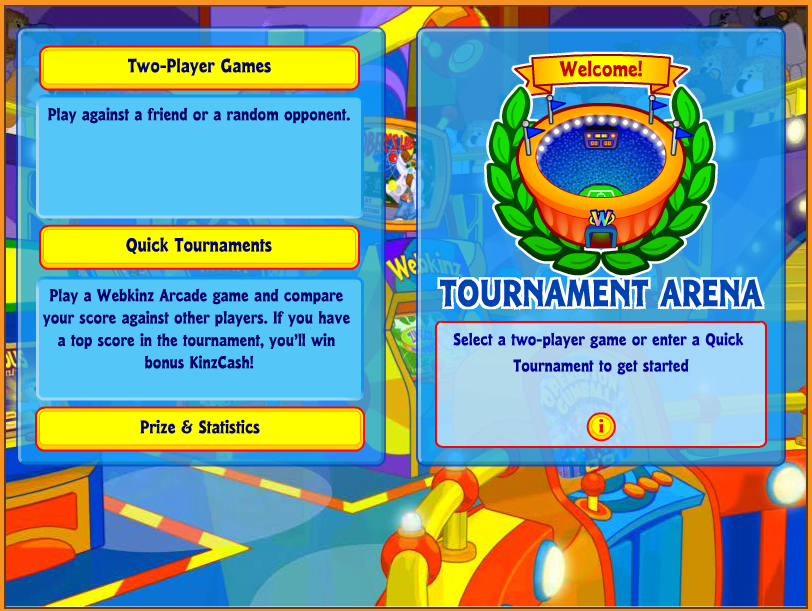 Two-Player Games
Play against a friend or a random opponent.
Quick Tournaments
Play a Webkinz Arcade game and compare
your score against other players. If you have
a top score in the tournament, you'll win
bonus KinzCash!
Prize & Statistics
Webkinz
Welcome!
W
TOURNAMENT ARENA
Select a two-player game or enter a Quick
Tournament to get started
i